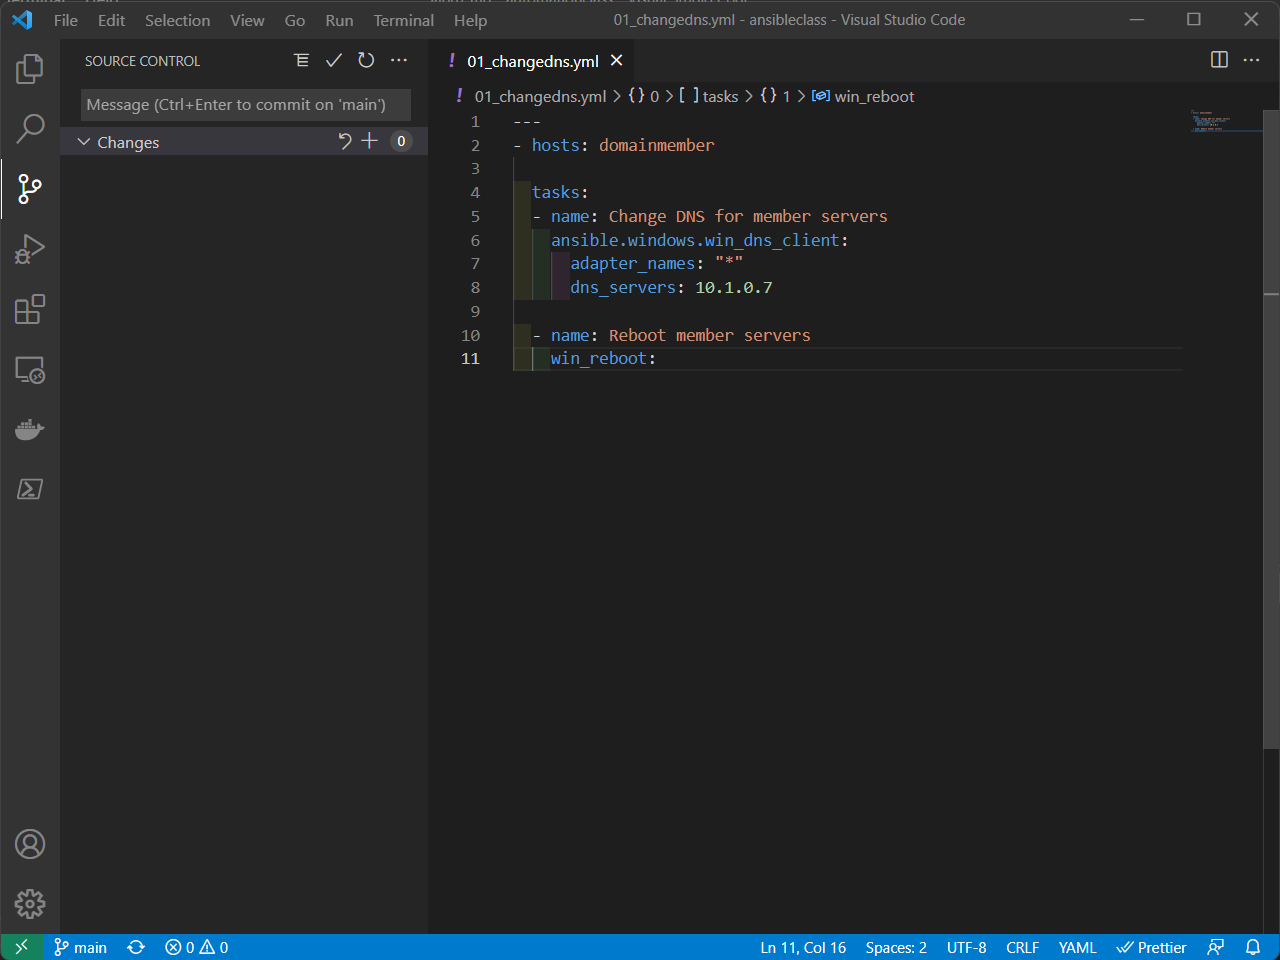 File Edit Selection View Go Run Terminal Help 01_changedns.yml - ansibleclass - Visual Studio Code
SOURCE CONTROL
Message (Ctrl+Enter to commit on 'main')
Changes 0
01_changedns.yml
01_changedns.yml > {} 0 > [ ] tasks > {} 1 > win_reboot
1 ---
2 - hosts: domainmember
3
4 tasks:
5 - name: Change DNS for member servers
6 ansible.windows.win_dns_client:
7 adapter_names: "*"
8 dns_servers: 10.1.0.7
9
10 - name: Reboot member servers
11 win_reboot:
main 0 0 Ln 11, Col 16 Spaces: 2 UTF-8 CRLF YAML Prettier